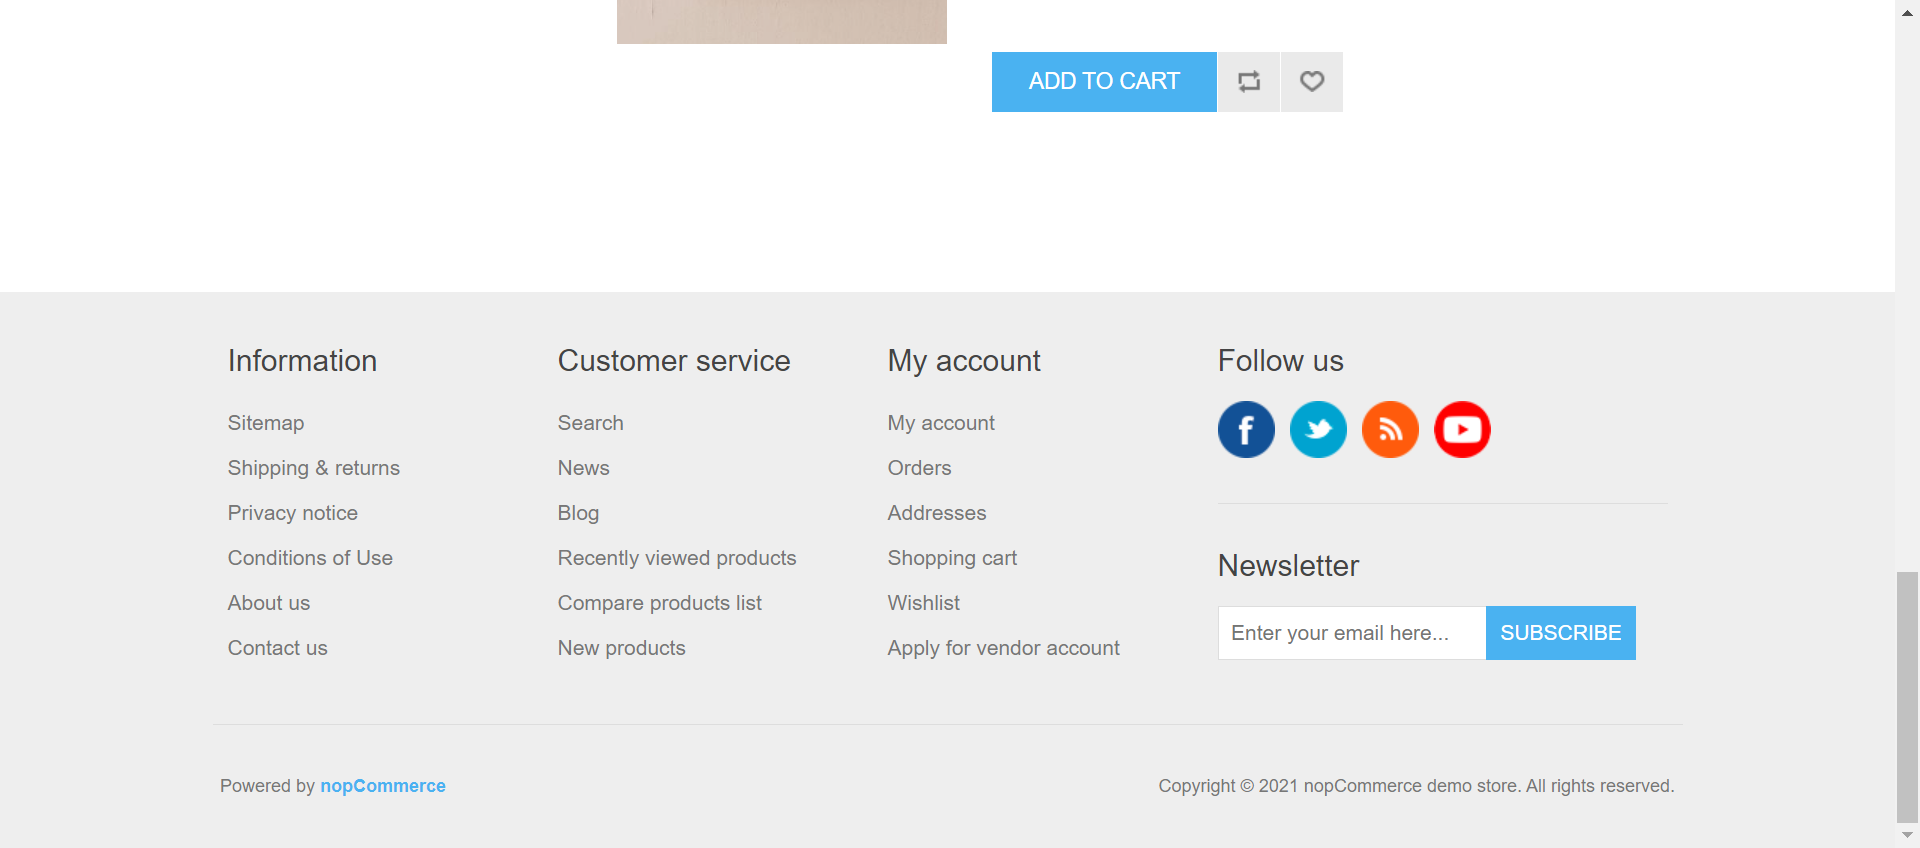 ADD TO CART
Information
Sitemap
Shipping & returns
Privacy notice
Conditions of Use
About us
Contact us
Customer service
Search
News
Blog
Recently viewed products
Compare products list
New products
My account
My account
Orders
Addresses
Shopping cart
Wishlist
Apply for vendor account
Follow us
Newsletter
Enter your email here...
SUBSCRIBE
Powered by nopCommerce
Copyright © 2021 nopCommerce demo store. All rights reserved.